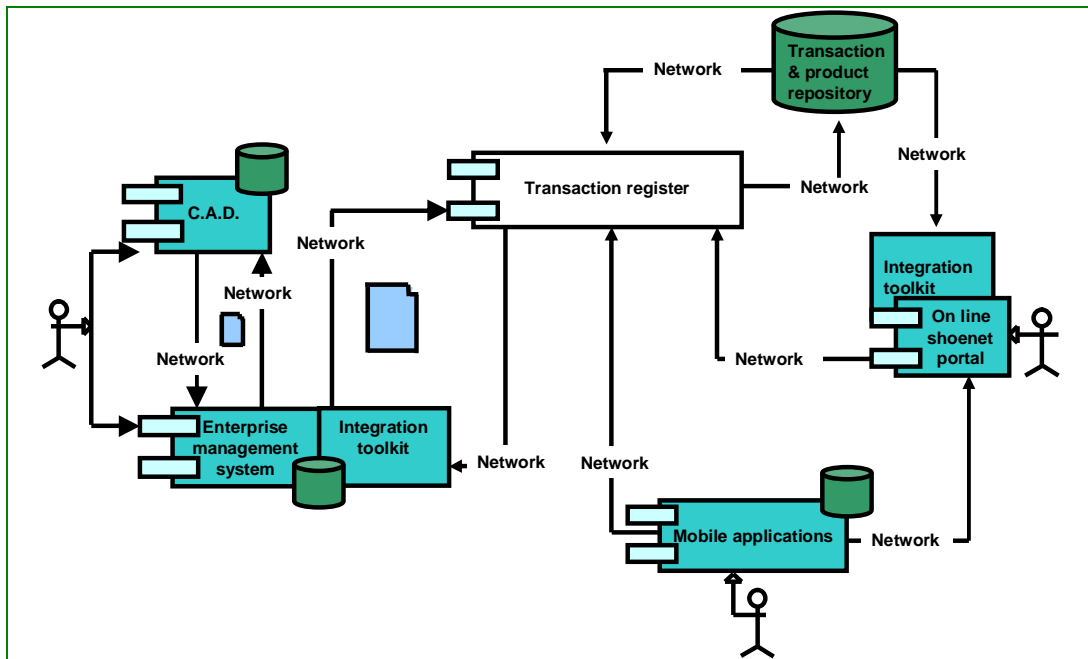 Transaction
& product
repository
Network
Network
Network
Transaction register
C.A.D.
Network
Network
Network
Integration
toolkit
On line
shoenet
portal
Network
Enterprise
management
system
Integration
toolkit
Network
Network
Mobile applications
Network